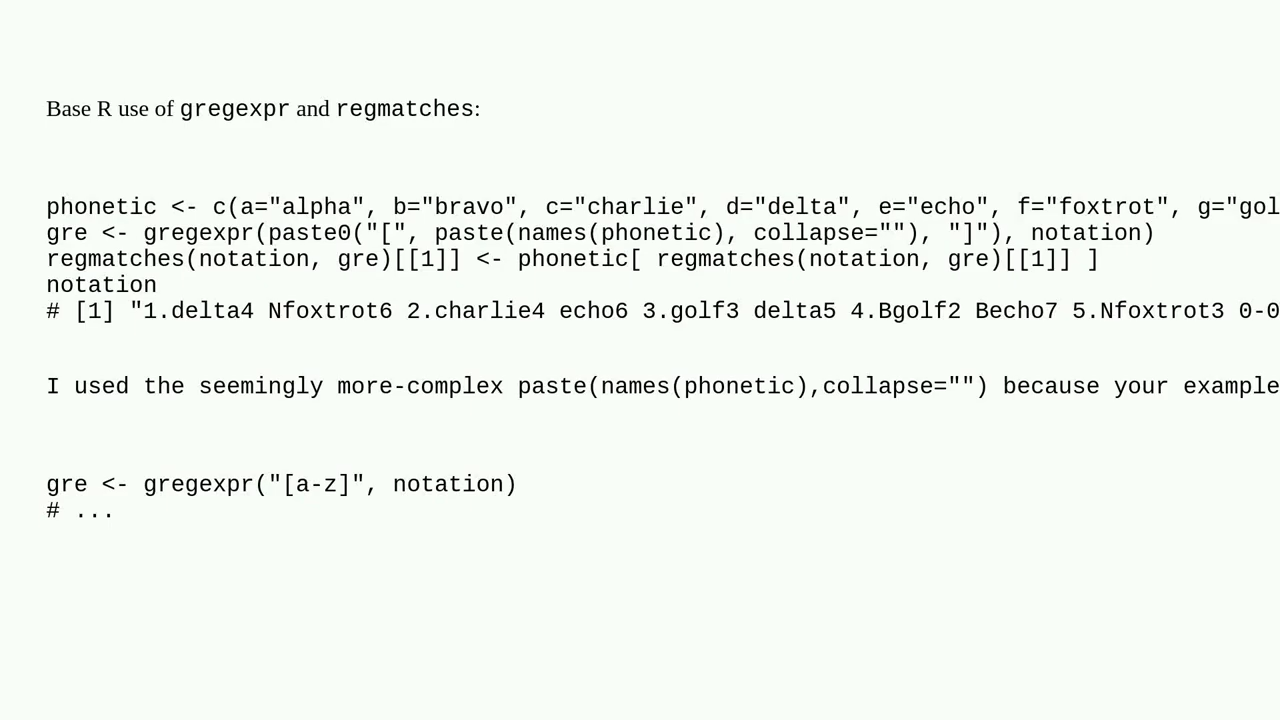 Base R use of gregexpr and regmatches:
phonetic <- c(a="alpha", b="bravo", c="charlie", d="delta", e="echo", f="foxtrot", g="gol
gre <- gregexpr(paste0("[", paste(names(phonetic), collapse=""), "]"), notation)
regmatches(notation, gre)[[1]] <- phonetic[ regmatches(notation, gre)[[1]] ]
notation
# [1] "1.delta4 Nfoxtrot6 2.charlie4 echo6 3.golf3 delta5 4.Bgolf2 Becho7 5.Nfoxtrot3 0-0
I used the seemingly more-complex paste(names(phonetic),collapse="") because your example
gre <- gregexpr("[a-z]", notation)
# ...